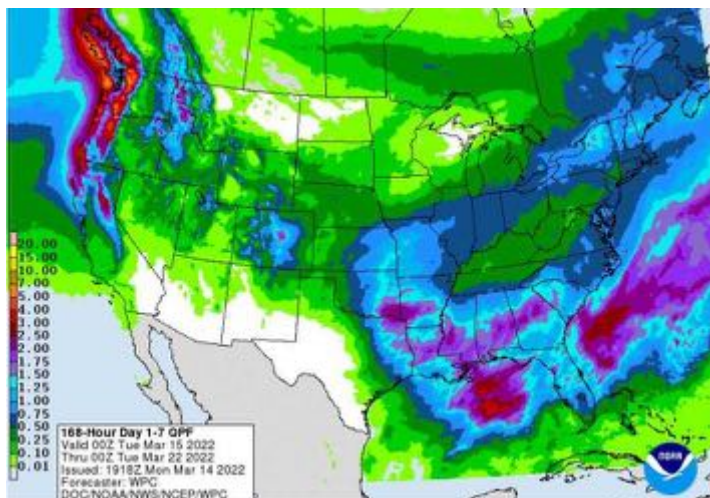 20.00
15.00
10.00
7.00
5.00
4.00
3.00
2.50
2.00
1.75
1.50
1.25
1.00
0.75
0.50
0.25
0.10
0.01
168-Hour Day 1-7 QPF
Valid 00Z Tue Mar 15 2022
Thru 00Z Tue Mar 22 2022
Issued: 1918Z Mon Mar 14 2022
Forecaster: WPC
DOC/NOAA/NWS/NCEP/WPC
NOAA